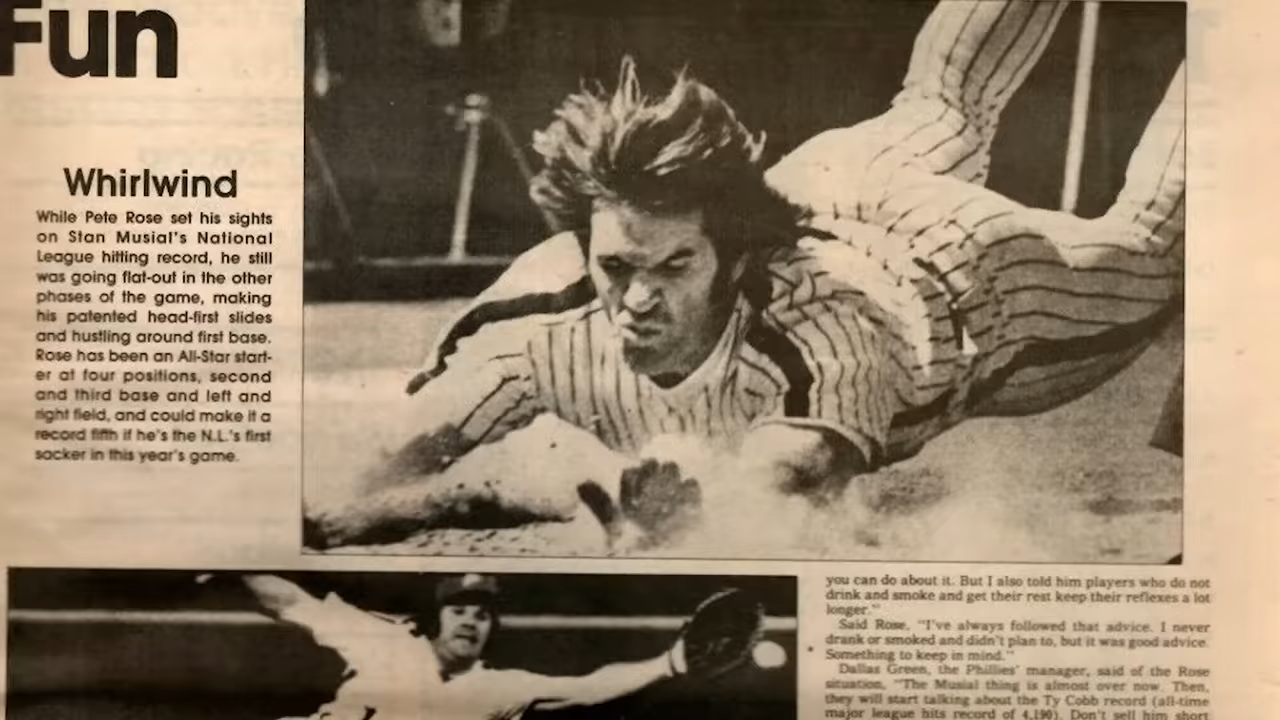 Fun
Whirlwind
While Pete Rose set his sights
on Stan Musial's National
League hitting record, he still
was going flat-out in the other
phases of the game, making
his patented head-first slides
and hustling around first base.
Rose has been an All-Star start-
er at four positions, second
and third base and left and
right field, and could make it a
record fifth if he's the N.L.'s first
sacker in this year's game.
you can do about it. But I also told him players who do not
drink and smoke and get their rest keep their reflexes a lot
longer."
Said Rose, "I've always followed that advice. I never
drank or smoked and didn't plan to, but it was good advice.
Something to keep in mind."
Dallas Green, the Phillies' manager, said of the Rose
situation, "The Musial thing is almost over now. Then,
they will start talking about the Ty Cobb record (all-time
major league hits record of 4,190). Don't sell him short